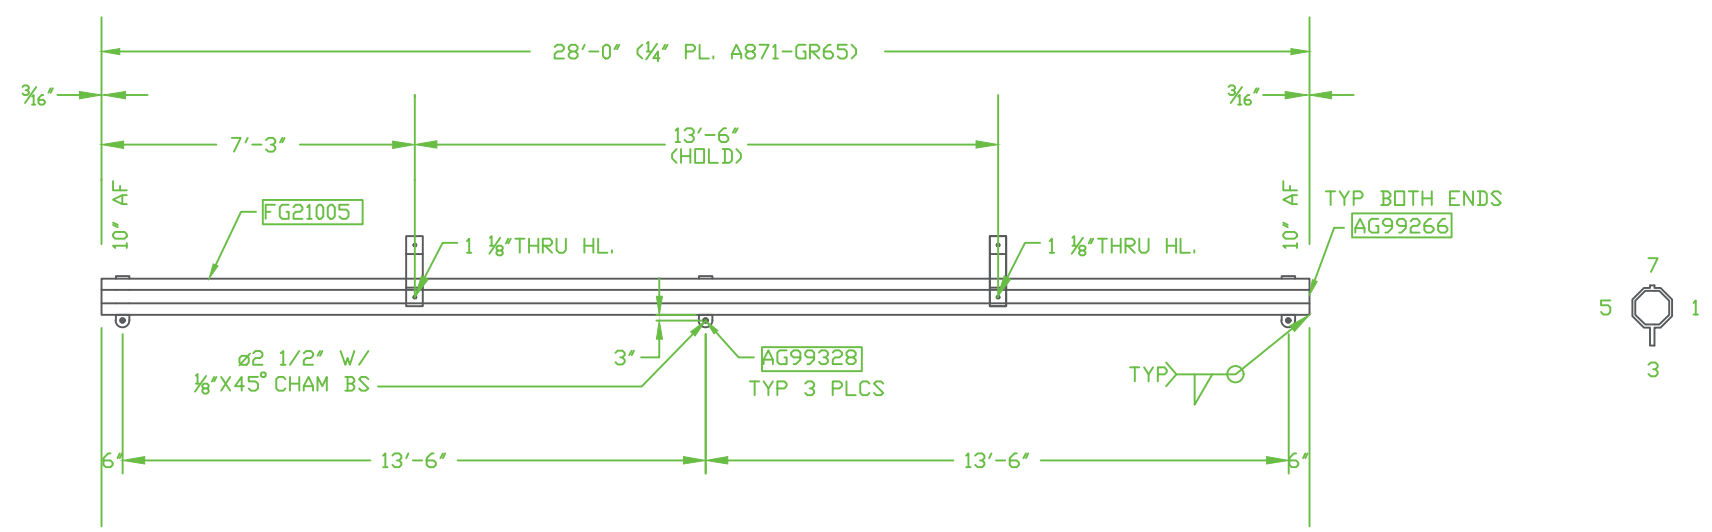 28'-0" (1/4" PL. A871-GR65)
3/16"
3/16"
7'-3"
13'-6"
(HOLD)
10" AF
10" AF
TYP BOTH ENDS
FG21005
AG99266
1 1/8"THRU HL.
1 1/8"THRU HL.
7
5
1
3
ø2 1/2" W/
1/8"X45° CHAM BS
3"
AG99328
TYP 3 PLCS
TYP
6"
13'-6"
13'-6"
6"